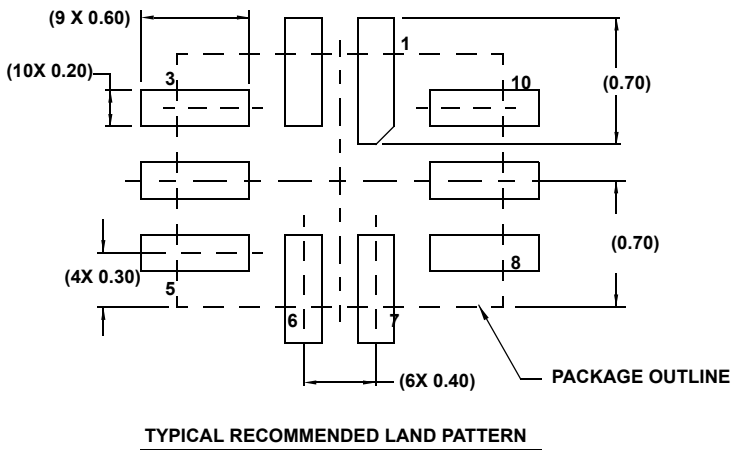 (9 X 0.60)
1
(10X 0.20)
3
10
(0.70)
(0.70)
(4X 0.30)
5
8
6
7
(6X 0.40)
PACKAGE OUTLINE
TYPICAL RECOMMENDED LAND PATTERN